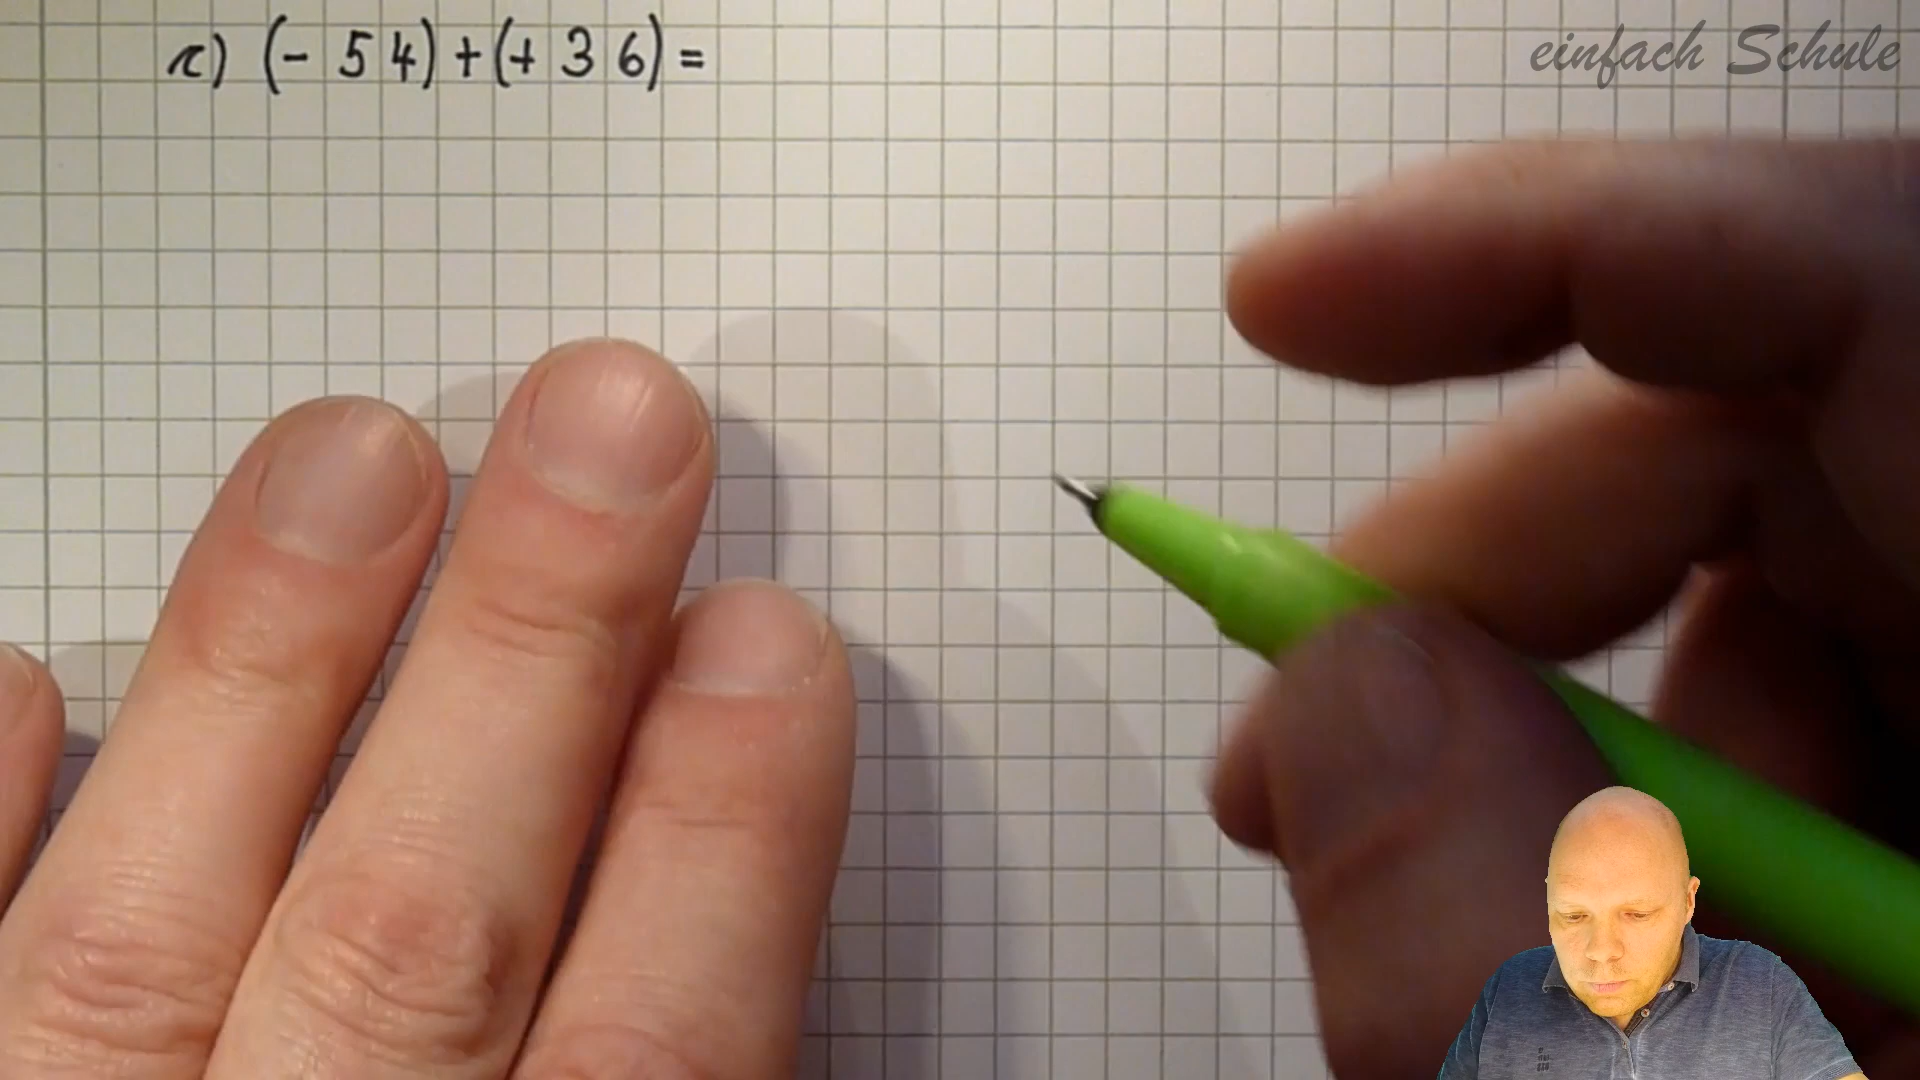 c) (- 54) + (+ 36) =
einfach Schule